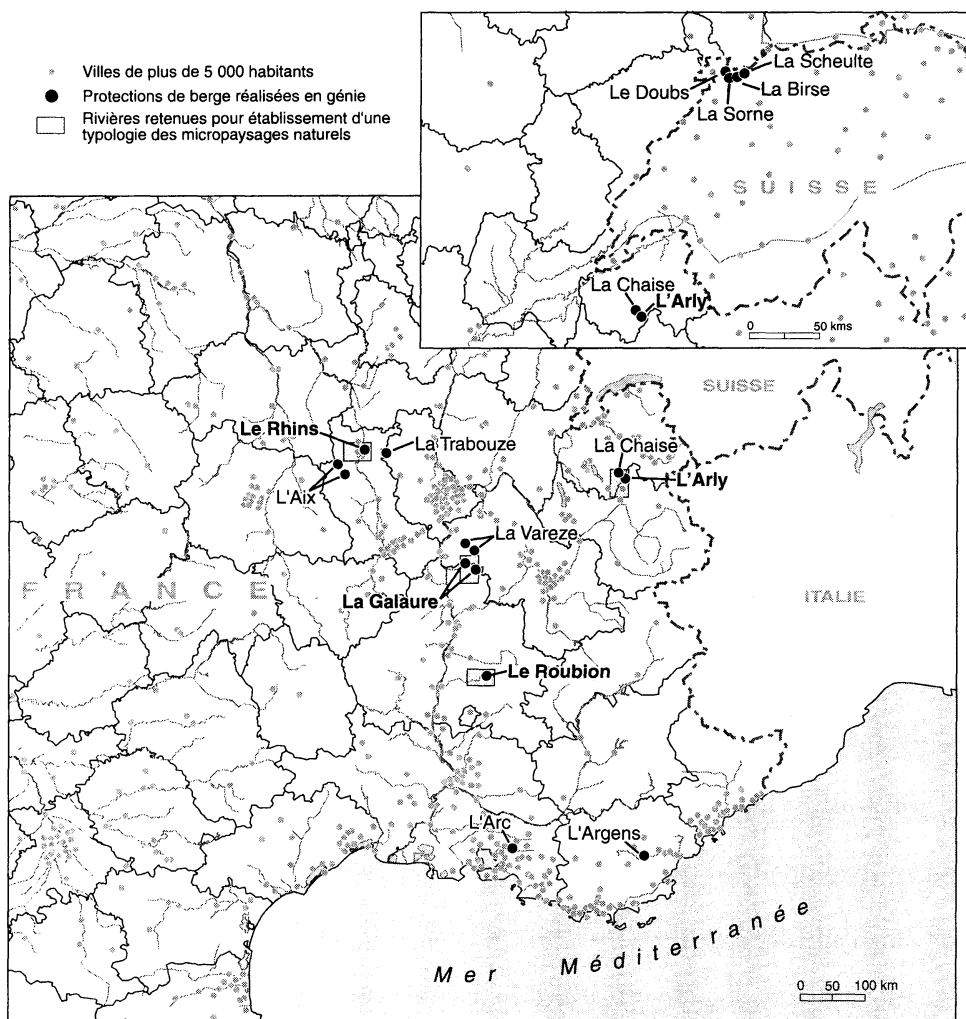 Villes de plus de 5 000 habitants
Protections de berge réalisées en génie
Rivières retenues pour établissement d'une
typologie des micropaysages naturels
La Scheulte
Le Doubs
La Birse
La Sorne
SUISSE
La Chaise
L'Arly
0 50 kms
SUISSE
Le Rhins
La Trabouze
La Chaise
L'Arly
L'Aix
La Vareze
FRANCE
ITALIE
La Galaure
Le Roubion
L'Arc
L'Argens
Mer Méditerranée
0 50 100 km